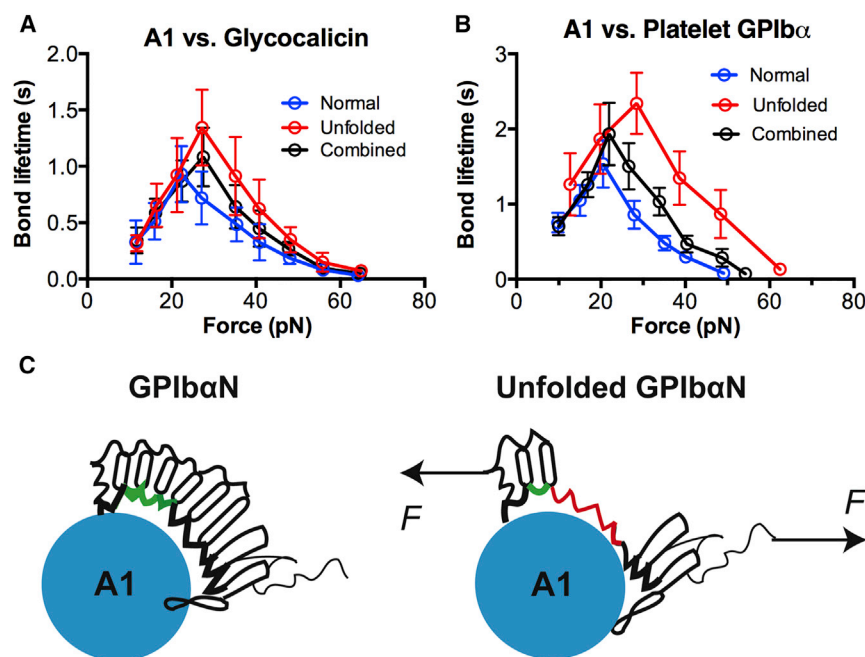 A
A1 vs. Glycocalicin
2.0
1.5
1.0
0.5
0.0
Bond lifetime (s)
Normal
Unfolded
Combined
0 20 40 60 80
Force (pN)
B
A1 vs. Platelet GPIbα
3
2
1
0
Bond lifetime (s)
Normal
Unfolded
Combined
0 20 40 60 80
Force (pN)
C
GPIbαN
A1
Unfolded GPIbαN
F
F
A1